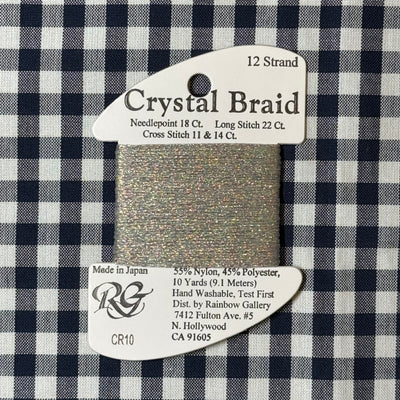 12 Strand
Crystal Braid
Needlepoint 18 Ct. Long Stitch 22 Ct.
Cross Stitch 11 & 14 Ct.
Made in Japan
RG
CR10
55% Nylon, 45% Polyester,
10 Yards (9.1 Meters)
Hand Washable, Test First
Dist. by Rainbow Gallery
7412 Fulton Ave. #5
N. Hollywood
CA 91605